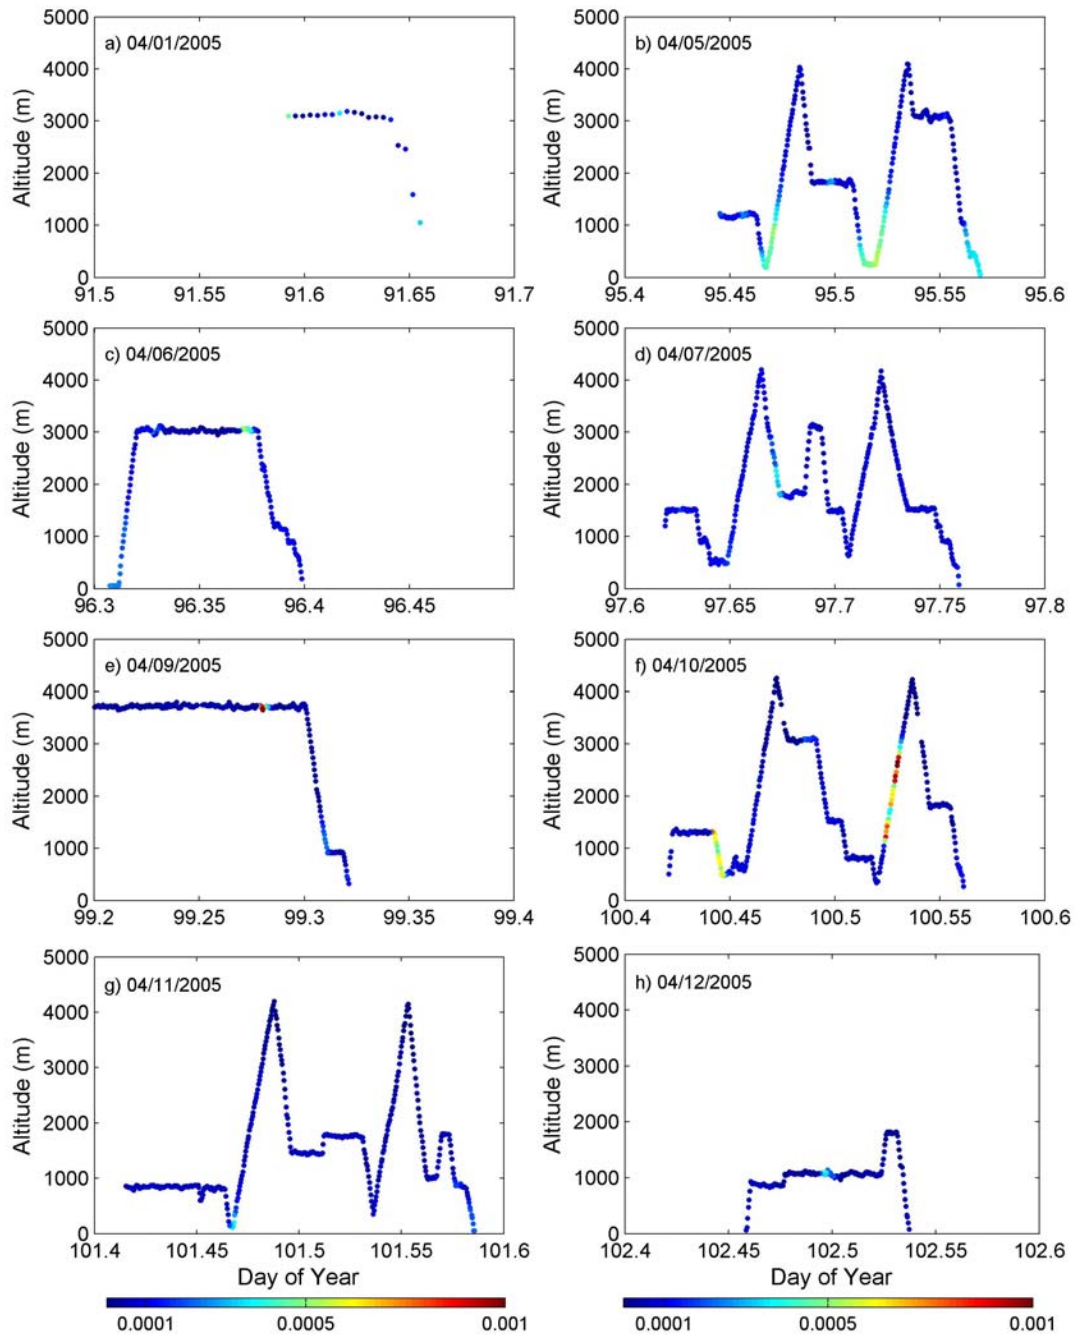 a) 04/01/2005
5000
4000
3000
2000
1000
0
Altitude (m)
91.5 91.55 91.6 91.65 91.7
b) 04/05/2005
5000
4000
3000
2000
1000
0
Altitude (m)
95.4 95.45 95.5 95.55 95.6
c) 04/06/2005
5000
4000
3000
2000
1000
0
Altitude (m)
96.3 96.35 96.4 96.45
d) 04/07/2005
5000
4000
3000
2000
1000
0
Altitude (m)
97.6 97.65 97.7 97.75 97.8
e) 04/09/2005
5000
4000
3000
2000
1000
0
Altitude (m)
99.2 99.25 99.3 99.35 99.4
f) 04/10/2005
5000
4000
3000
2000
1000
0
Altitude (m)
100.4 100.45 100.5 100.55 100.6
g) 04/11/2005
5000
4000
3000
2000
1000
0
Altitude (m)
101.4 101.45 101.5 101.55 101.6
Day of Year
h) 04/12/2005
5000
4000
3000
2000
1000
0
Altitude (m)
102.4 102.45 102.5 102.55 102.6
Day of Year
0.0001 0.0005 0.001
0.0001 0.0005 0.001